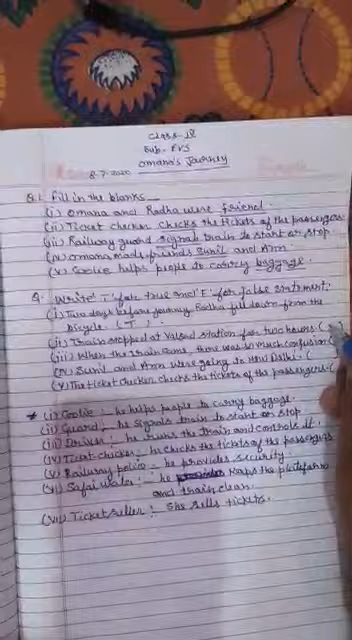 Class - IV
Sub. EVS
8-7-2020 Omana's Journey
Q.1. Fill in the blanks
(i) Omana and Radha were friend.
(ii) Ticket checker checks the tickets of the passengers.
(iii) Railway guard signals train to start or stop.
(iv) Omana made friends Sunil and Ann
(v) Coolie helps people to carry baggage.
Q. Write 'T' for true and 'F' for false statement:
(i) Two days before journey Radha fell down from the
bicycle. (T)
(ii) Train stopped at Valsad station for two hours (
(iii) When the train came, there was so much confusion (
(iv) Sunil and Ann were going to New Delhi. (
(v) The ticket checker checks the tickets of the passengers. (
* (i) Coolie :- he helps people to carry baggage.
(ii) Guard :- he signals train to start or stop
(iii) Driver :- he runs the train and controls it.
(iv) Ticket checker :- he checks the tickets of the passengers
(v) Railway police - he provides security
(vi) Safai wala :- he keeps the plateform
and train clean.
(vii) Ticket seller :- She sells tickets.